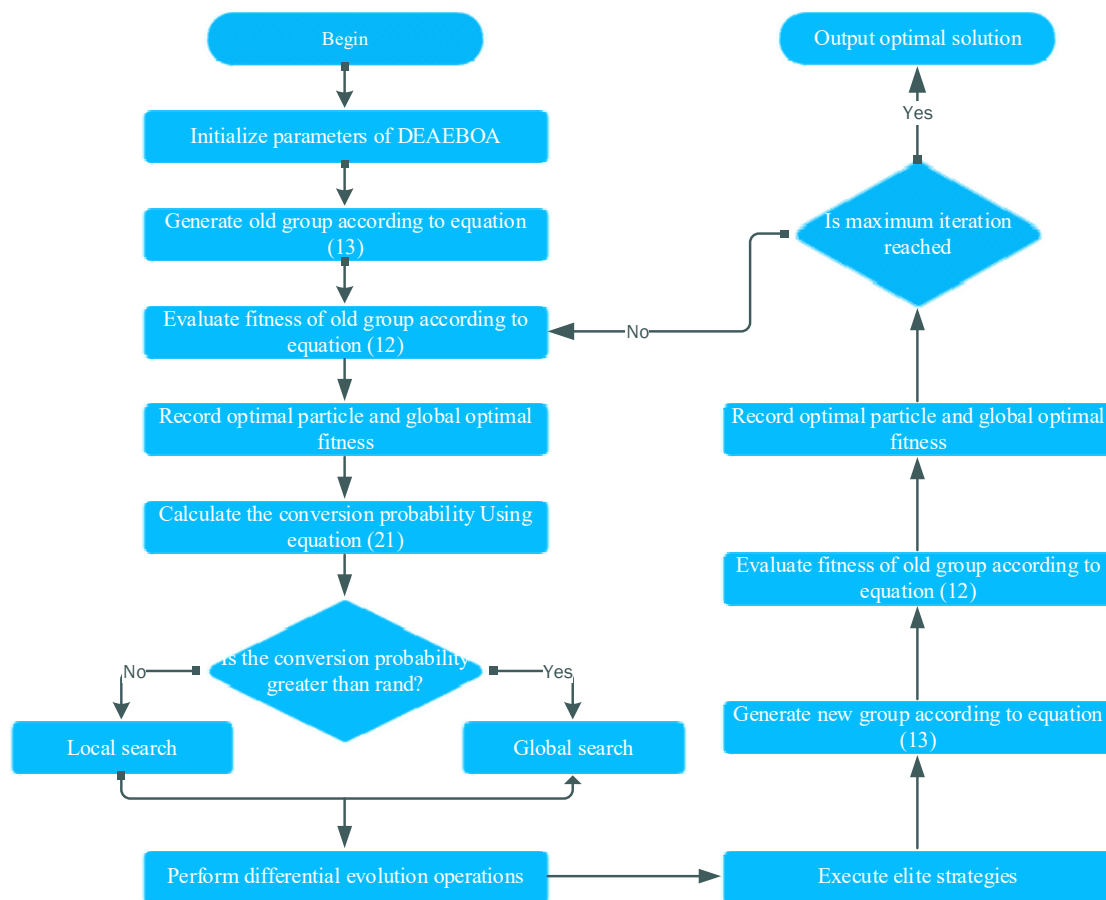 Begin
Initialize parameters of DEAEBOA
Generate old group according to equation
(13)
Evaluate fitness of old group according to
equation (12)
Record optimal particle and global optimal
fitness
Calculate the conversion probability Using
equation (21)
Is the conversion probability
greater than rand?
No
Yes
Local search
Global search
Perform differential evolution operations
Execute elite strategies
Generate new group according to equation
(13)
Evaluate fitness of old group according to
equation (12)
Record optimal particle and global optimal
fitness
Is maximum iteration
reached
No
Yes
Output optimal solution